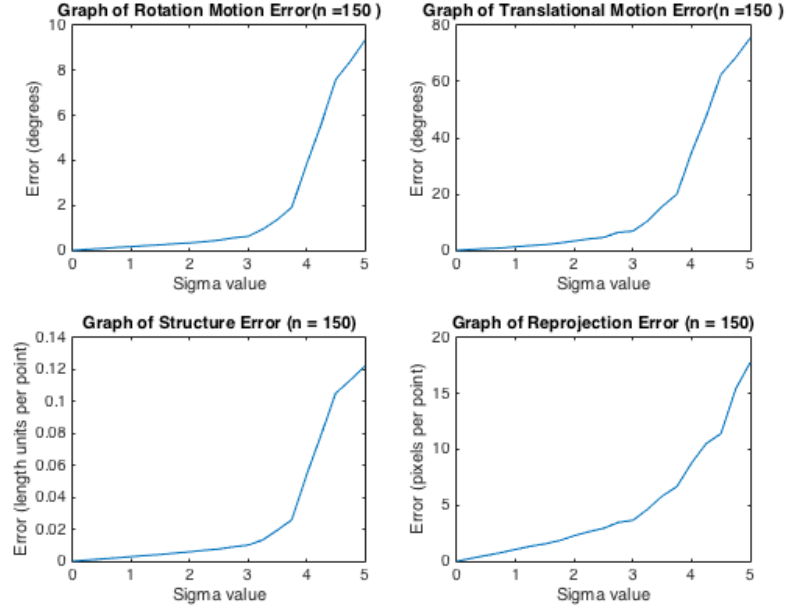 Graph of Rotation Motion Error(n =150 )
10
8
6
4
2
0
Error (degrees)
0 1 2 3 4 5
Sigma value
Graph of Translational Motion Error(n =150 )
80
60
40
20
0
Error (degrees)
0 1 2 3 4 5
Sigma value
Graph of Structure Error (n = 150)
0.14
0.12
0.1
0.08
0.06
0.04
0.02
0
Error (length units per point)
0 1 2 3 4 5
Sigma value
Graph of Reprojection Error (n = 150)
20
15
10
5
0
Error (pixels per point)
0 1 2 3 4 5
Sigma value